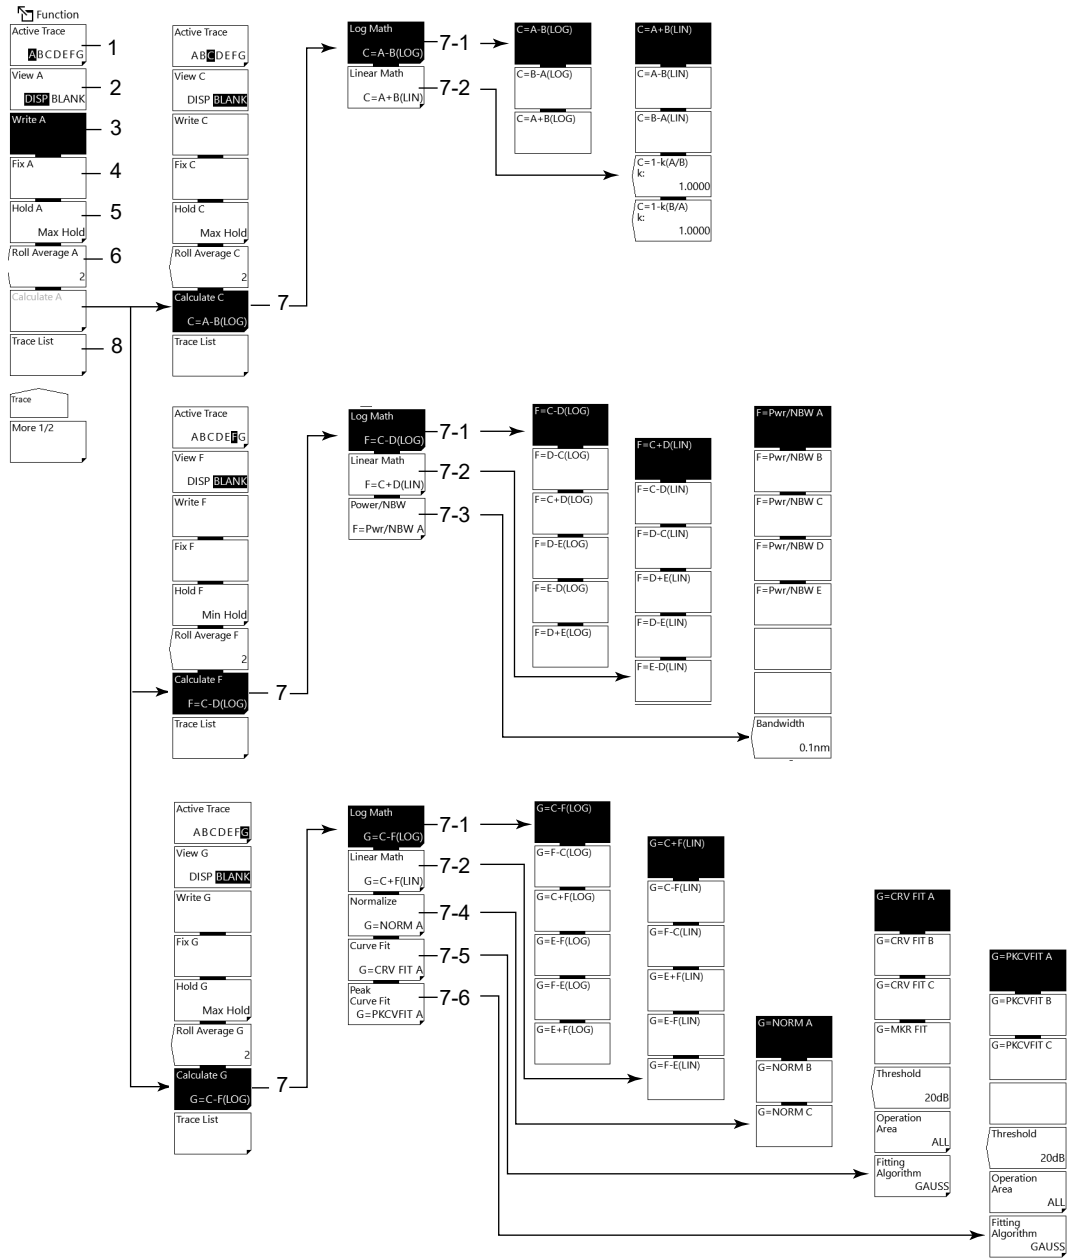 Function
Active Trace
ABCDEFG
1
View A
DISP BLANK
2
Write A
3
Fix A
4
Hold A
Max Hold
5
Roll Average A
2
6
Calculate A
Trace List
8
Trace
More 1/2
Active Trace
ABCDEFG
View C
DISP BLANK
Write C
Fix C
Hold C
Max Hold
Roll Average C
2
Calculate C
C=A-B(LOG)
7
Trace List
Log Math
C=A-B(LOG)
7-1
Linear Math
C=A+B(LIN)
7-2
C=A-B(LOG)
C=B-A(LOG)
C=A+B(LOG)
C=A+B(LIN)
C=A-B(LIN)
C=B-A(LIN)
C=1-k(A/B)
k:
1.0000
C=1-k(B/A)
k:
1.0000
Active Trace
ABCDEFG
View F
DISP BLANK
Write F
Fix F
Hold F
Min Hold
Roll Average F
2
Calculate F
F=C-D(LOG)
7
Trace List
Log Math
F=C-D(LOG)
7-1
Linear Math
F=C+D(LIN)
7-2
Power/NBW
F=Pwr/NBW A
7-3
F=C-D(LOG)
F=D-C(LOG)
F=C+D(LOG)
F=D-E(LOG)
F=E-D(LOG)
F=D+E(LOG)
F=C+D(LIN)
F=C-D(LIN)
F=D-C(LIN)
F=D+E(LIN)
F=D-E(LIN)
F=E-D(LIN)
F=Pwr/NBW A
F=Pwr/NBW B
F=Pwr/NBW C
F=Pwr/NBW D
F=Pwr/NBW E
Bandwidth
0.1nm
Active Trace
ABCDEFG
View G
DISP BLANK
Write G
Fix G
Hold G
Max Hold
Roll Average G
2
Calculate G
G=C-F(LOG)
7
Trace List
Log Math
G=C-F(LOG)
7-1
Linear Math
G=C+F(LIN)
7-2
Normalize
G=NORM A
7-4
Curve Fit
G=CRV FIT A
7-5
Peak
Curve Fit
G=PKCVFIT A
7-6
G=C-F(LOG)
G=F-C(LOG)
G=C+F(LOG)
G=E-F(LOG)
G=F-E(LOG)
G=E+F(LOG)
G=C+F(LIN)
G=C-F(LIN)
G=F-C(LIN)
G=E+F(LIN)
G=E-F(LIN)
G=F-E(LIN)
G=NORM A
G=NORM B
G=NORM C
G=CRV FIT A
G=CRV FIT B
G=CRV FIT C
G=MKR FIT
Threshold
20dB
Operation
Area
ALL
Fitting
Algorithm
GAUSS
G=PKCVFIT A
G=PKCVFIT B
G=PKCVFIT C
Threshold
20dB
Operation
Area
ALL
Fitting
Algorithm
GAUSS